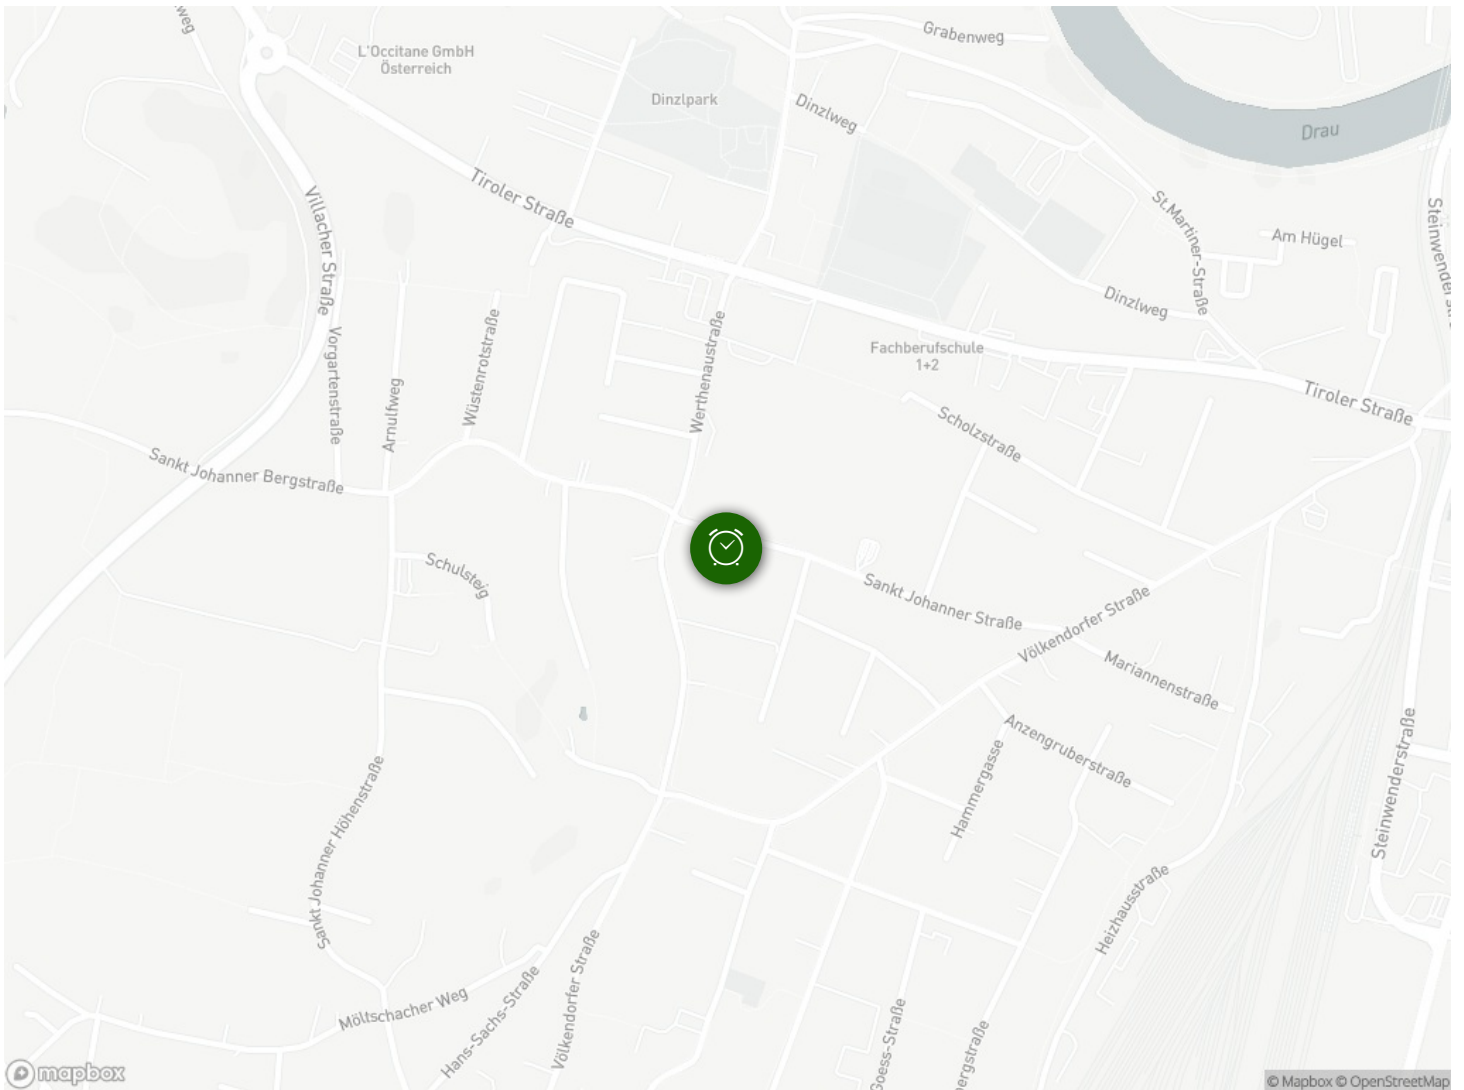 weg
L'Occitane GmbH
Österreich
Dinzlpark
Grabenweg
Dinzlweg
Drau
Tiroler Straße
Villacher Straße
St.Martiner-Straße
Am Hügel
Dinzlweg
Fachberufschule
1+2
Vorgartenstraße
Arnulfweg
Wüstenrotstraße
Werthenaustraße
Scholzstraße
Tiroler Straße
Sankt Johanner Bergstraße
Schulsteig
Sankt Johanner Straße
Völkendorfer Straße
Mariannenstraße
Anzengruberstraße
Hammergasse
Steinwenderstraße
Sankt Johanner Höhenstraße
Heizhausstraße
Möltschacher Weg
Hans-Sachs-Straße
Völkendorfer Straße
Goess-Straße
bergstraße
mapbox
© Mapbox © OpenStreetMap